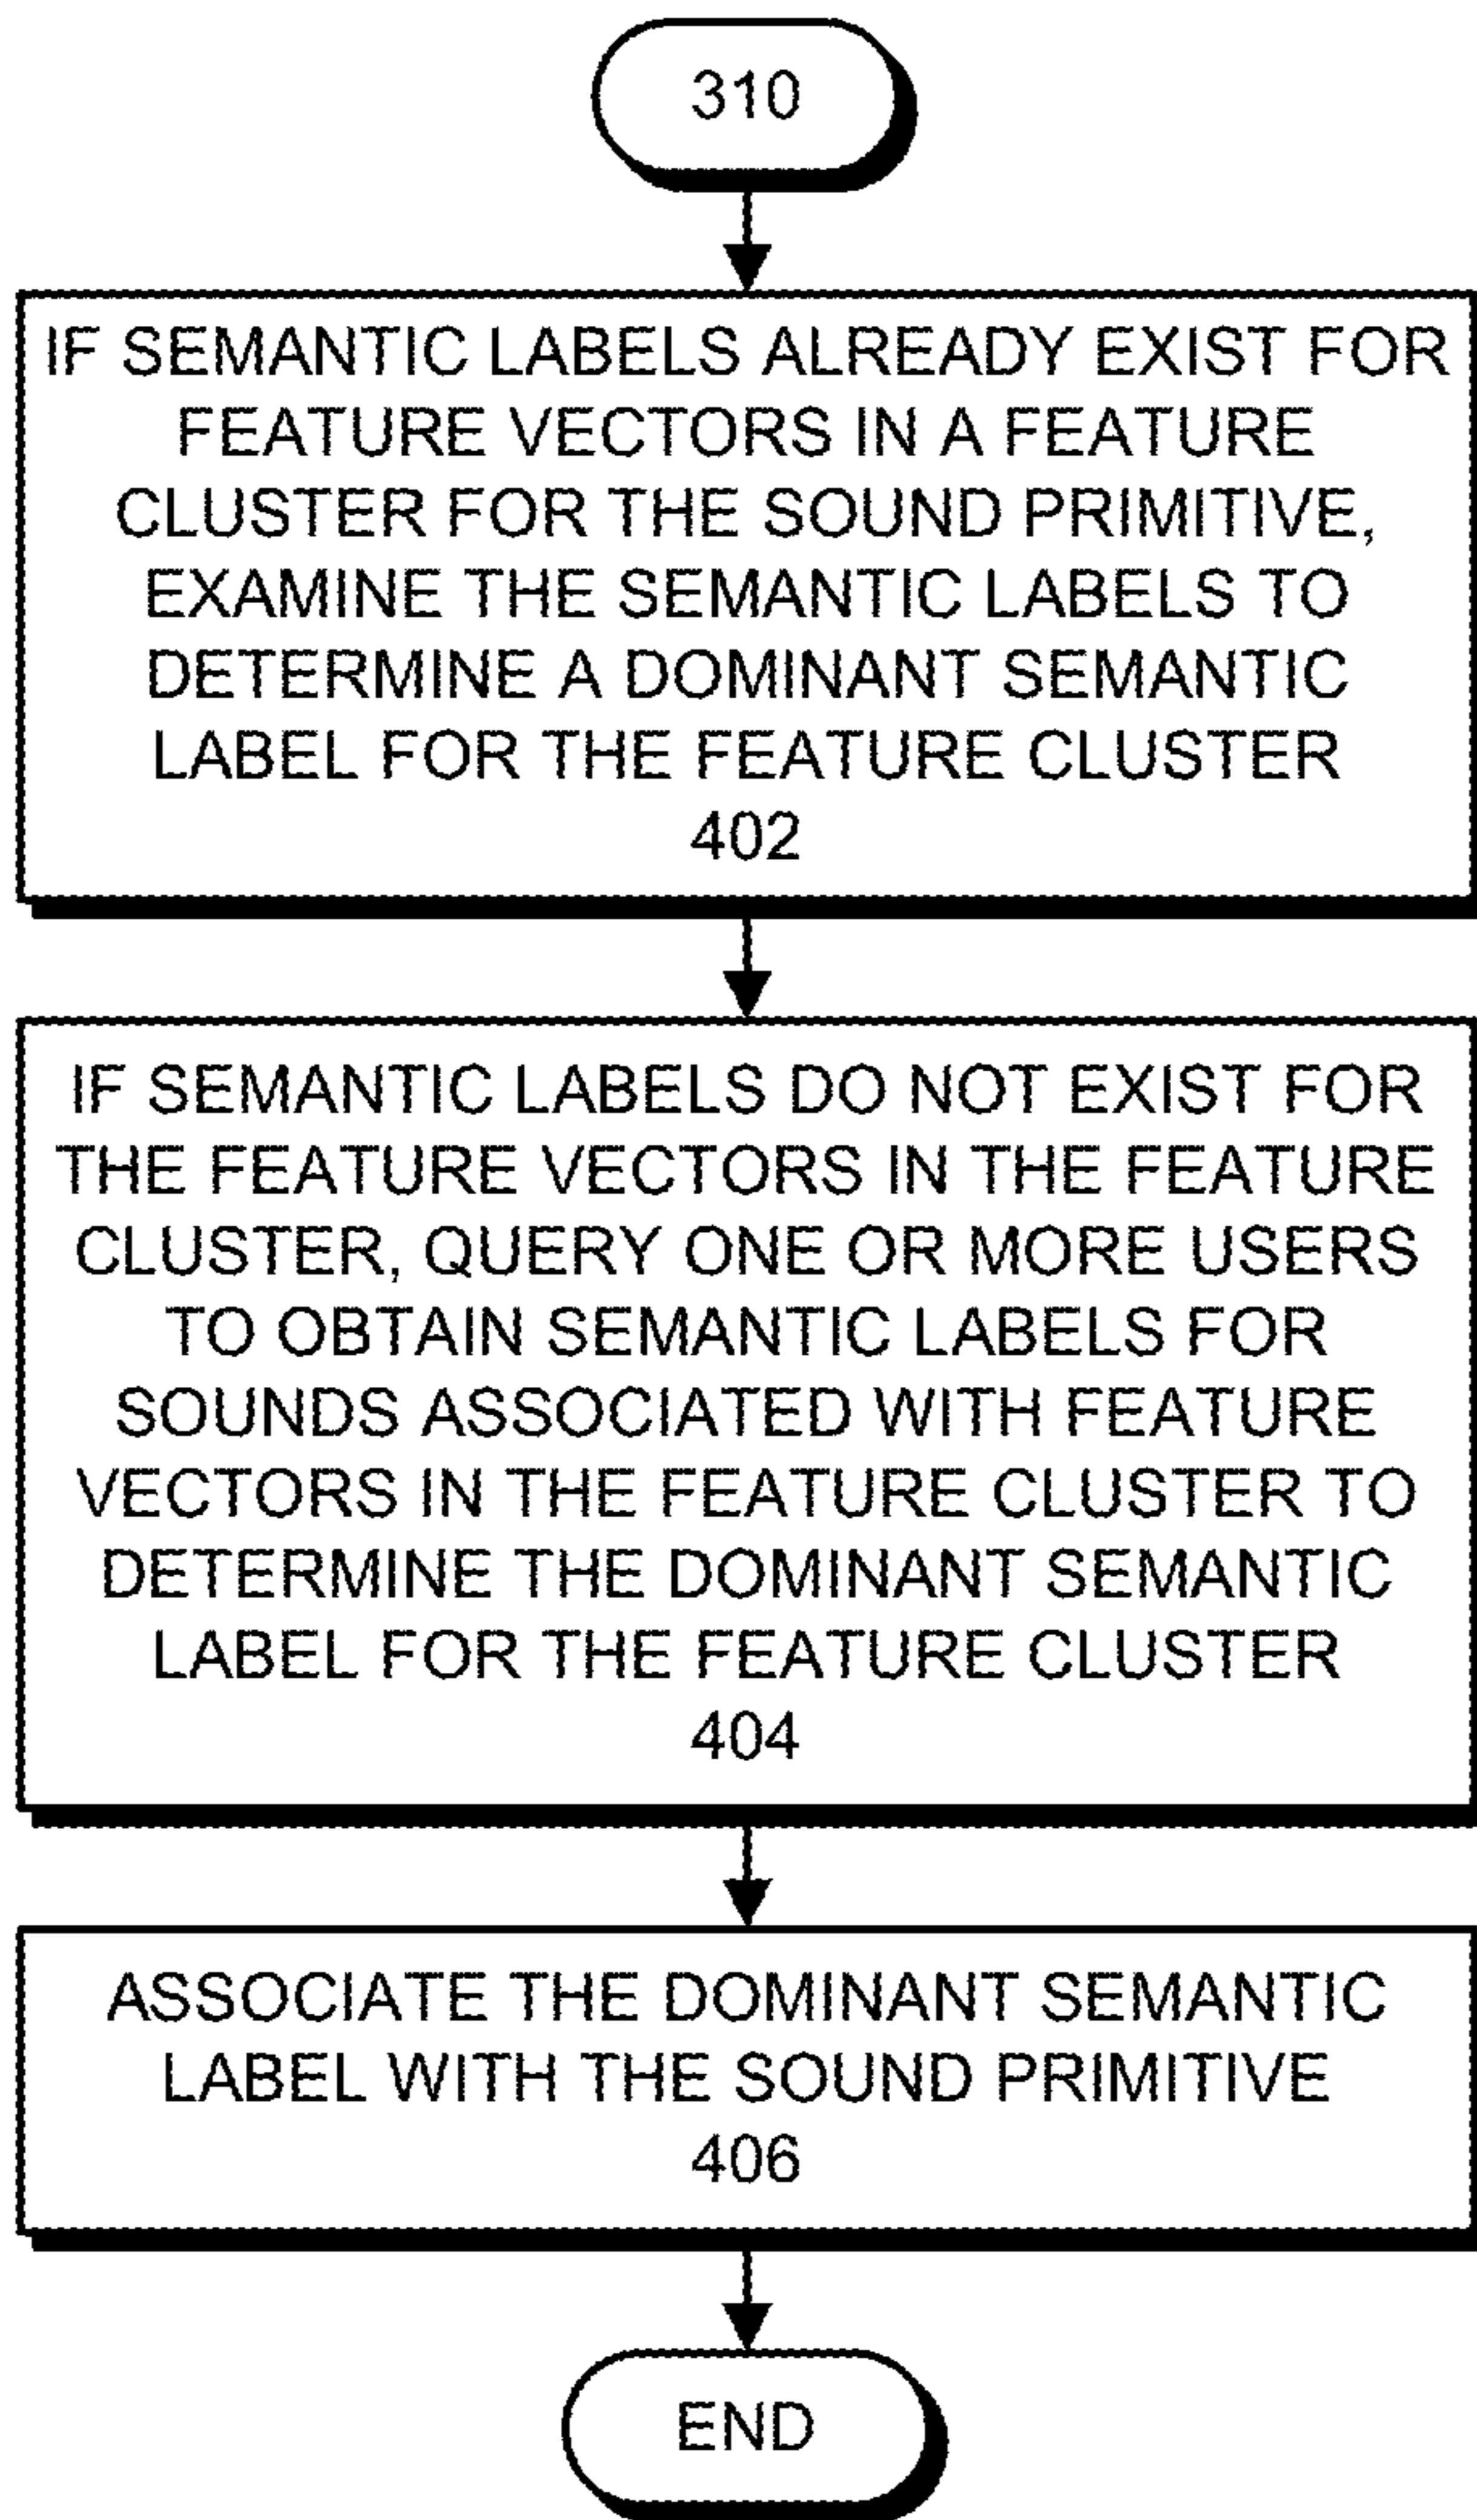 310
IF SEMANTIC LABELS ALREADY EXIST FOR
FEATURE VECTORS IN A FEATURE
CLUSTER FOR THE SOUND PRIMITIVE,
EXAMINE THE SEMANTIC LABELS TO
DETERMINE A DOMINANT SEMANTIC
LABEL FOR THE FEATURE CLUSTER
402
IF SEMANTIC LABELS DO NOT EXIST FOR
THE FEATURE VECTORS IN THE FEATURE
CLUSTER, QUERY ONE OR MORE USERS
TO OBTAIN SEMANTIC LABELS FOR
SOUNDS ASSOCIATED WITH FEATURE
VECTORS IN THE FEATURE CLUSTER TO
DETERMINE THE DOMINANT SEMANTIC
LABEL FOR THE FEATURE CLUSTER
404
ASSOCIATE THE DOMINANT SEMANTIC
LABEL WITH THE SOUND PRIMITIVE
406
END